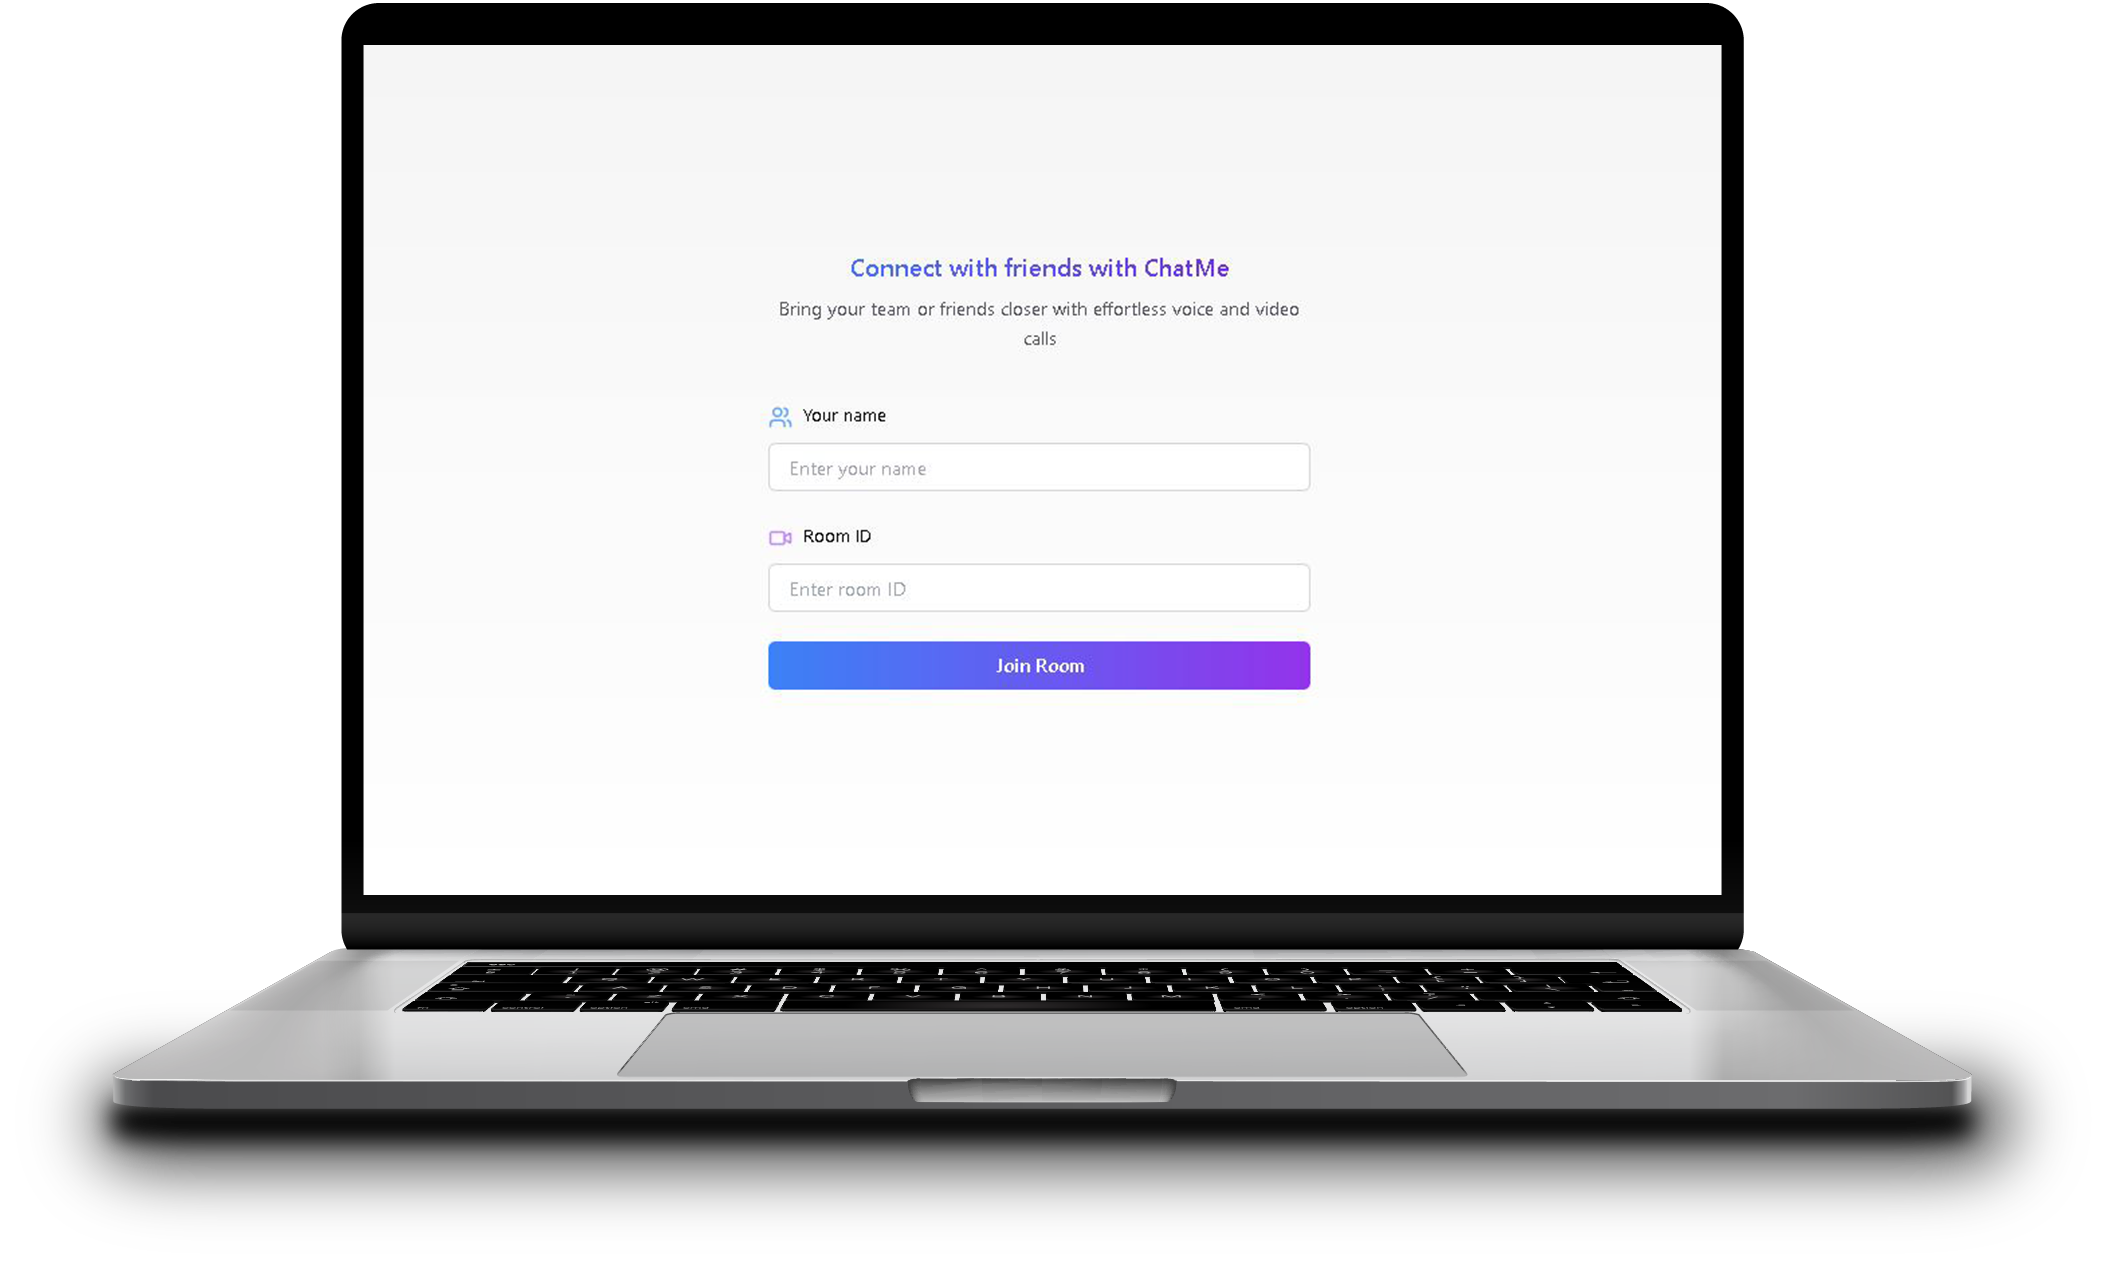 Connect with friends with ChatMe
Bring your team or friends closer with effortless voice and video
calls
Your name
Enter your name
Room ID
Enter room ID
Join Room